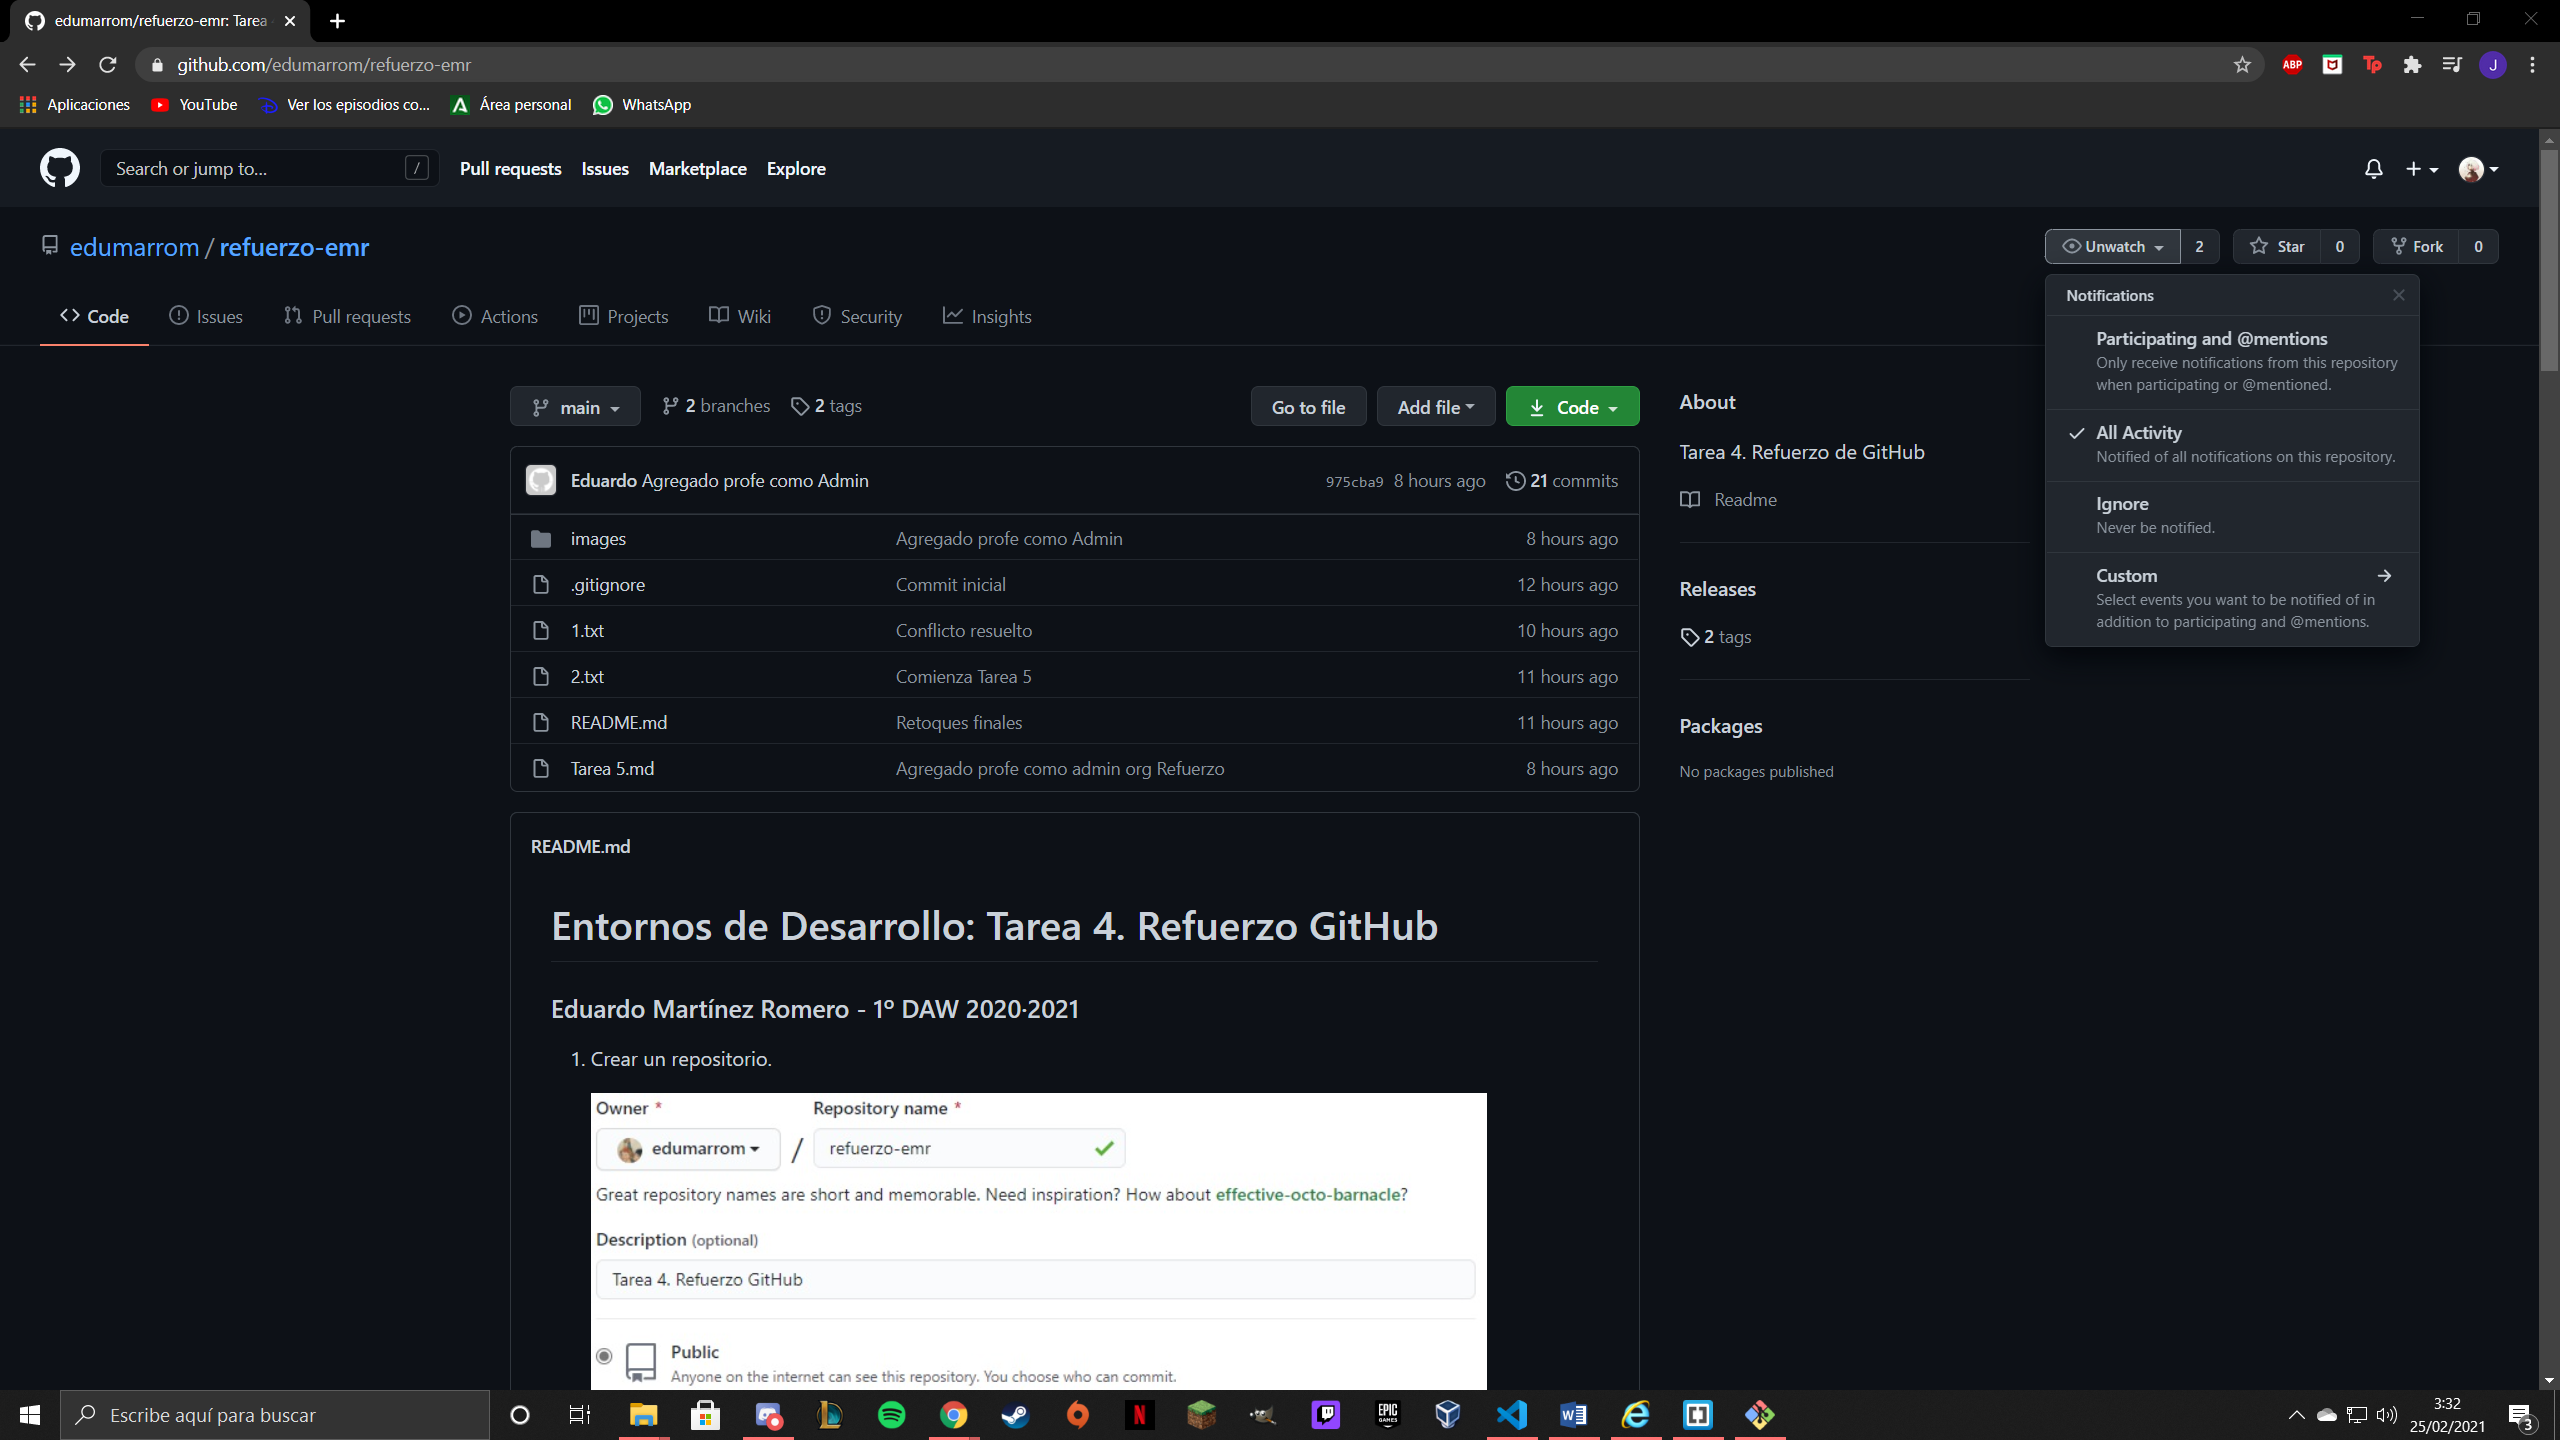 edumarrom/refuerzo-emr: Tarea
github.com/edumarrom/refuerzo-emr
ABP
Tp
J
Aplicaciones
YouTube
Ver los episodios co...
Área personal
WhatsApp
Search or jump to...
/
Pull requests
Issues
Marketplace
Explore
edumarrom / refuerzo-emr
Unwatch
2
Star
0
Fork
0
Code
Issues
Pull requests
Actions
Projects
Wiki
Security
Insights
Notifications
Participating and @mentions
Only receive notifications from this repository
when participating or @mentioned.
All Activity
Notified of all notifications on this repository.
Ignore
Never be notified.
Custom
Select events you want to be notified of in
addition to participating and @mentions.
main
2 branches
2 tags
Go to file
Add file
Code
Eduardo Agregado profe como Admin
975cba9
8 hours ago
21 commits
images
Agregado profe como Admin
8 hours ago
.gitignore
Commit inicial
12 hours ago
1.txt
Conflicto resuelto
10 hours ago
2.txt
Comienza Tarea 5
11 hours ago
README.md
Retoques finales
11 hours ago
Tarea 5.md
Agregado profe como admin org Refuerzo
8 hours ago
About
Tarea 4. Refuerzo de GitHub
Readme
Releases
2 tags
Packages
No packages published
README.md
Entornos de Desarrollo: Tarea 4. Refuerzo GitHub
Eduardo Martínez Romero - 1º DAW 2020·2021
1. Crear un repositorio.
Owner *
Repository name *
edumarrom
/
refuerzo-emr
Great repository names are short and memorable. Need inspiration? How about effective-octo-barnacle?
Description (optional)
Tarea 4. Refuerzo GitHub
Public
Anyone on the internet can see this repository. You choose who can commit.
Escribe aquí para buscar
EPIC
GAMES
3:32
25/02/2021
3